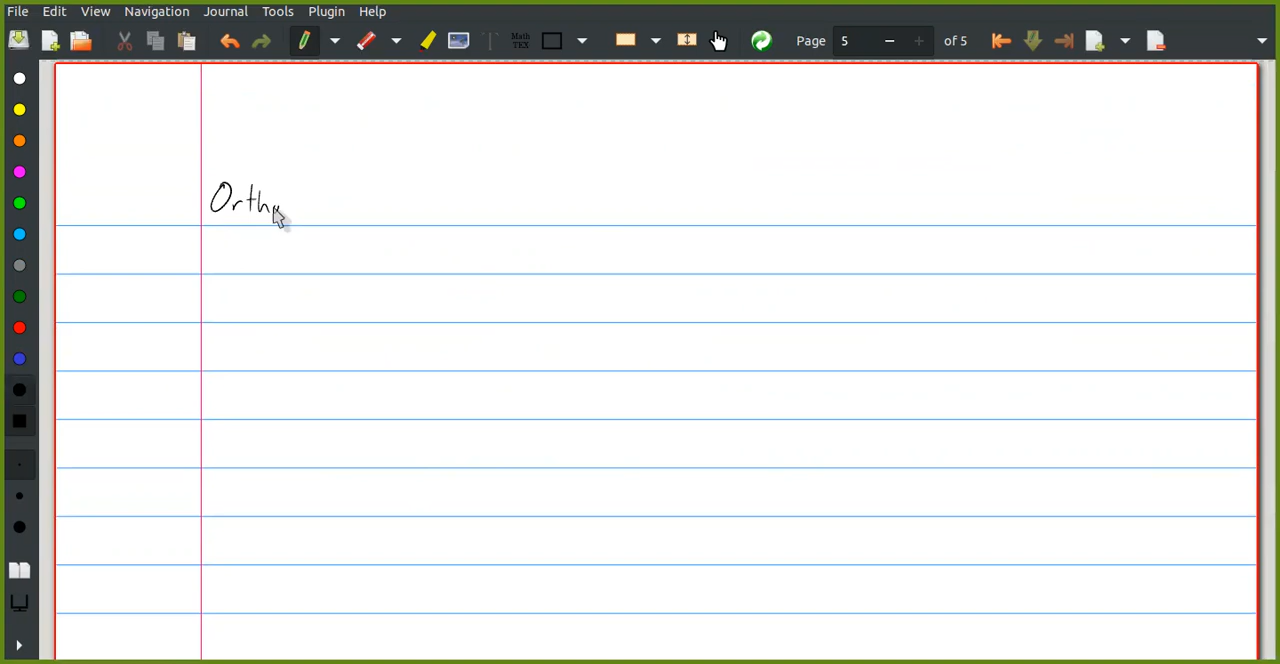 File Edit View Navigation Journal Tools Plugin Help
Math TEX T Page 5 of 5
Orth